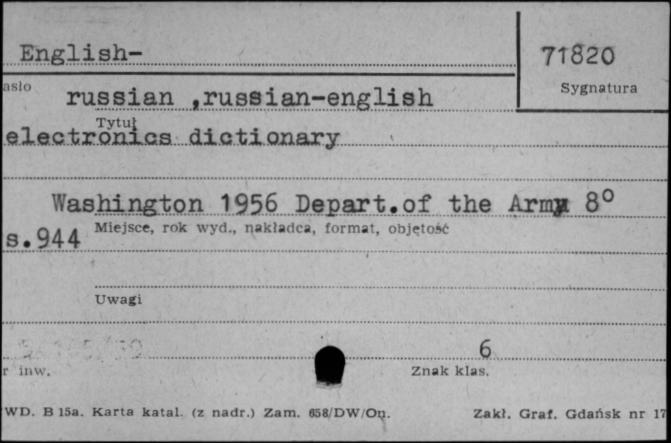 English-
71820
asło
Sygnatura
russian ,russian-english
Tytuł
electronics dictionary
Washington 1956 Depart.of the Army 8°
Miejsce, rok wyd., nakładca, format, objętość
s.944
Uwagi
6
r inw.
Znak klas.
WD. B 15a. Karta katal. (z nadr.) Zam. 658/DW/On. Zakł. Graf. Gdańsk nr 17